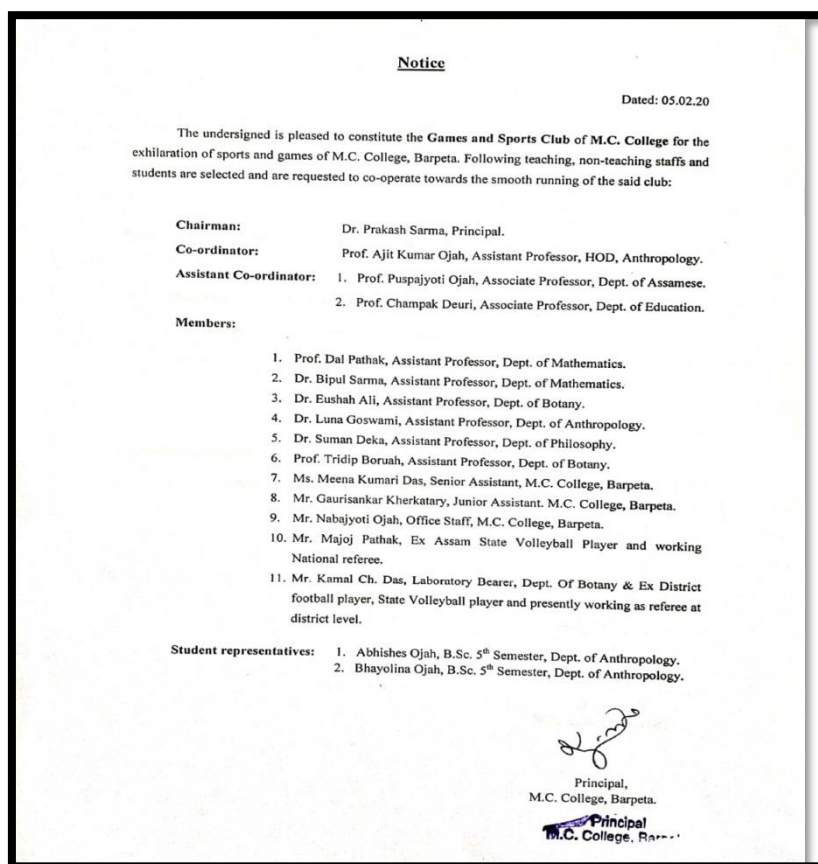 Notice
Dated: 05.02.20
The undersigned is pleased to constitute the Games and Sports Club of M.C. College for the
exhilaration of sports and games of M.C. College, Barpeta. Following teaching, non-teaching staffs and
students are selected and are requested to co-operate towards the smooth running of the said club:
Chairman: Dr. Prakash Sarma, Principal.
Co-ordinator: Prof. Ajit Kumar Ojah, Assistant Professor, HOD, Anthropology.
Assistant Co-ordinator: 1. Prof. Puspajyoti Ojah, Associate Professor, Dept. of Assamese.
2. Prof. Champak Deuri, Associate Professor, Dept. of Education.
Members:
1. Prof. Dal Pathak, Assistant Professor, Dept. of Mathematics.
2. Dr. Bipul Sarma, Assistant Professor, Dept. of Mathematics.
3. Dr. Eushah Ali, Assistant Professor, Dept. of Botany.
4. Dr. Luna Goswami, Assistant Professor, Dept. of Anthropology.
5. Dr. Suman Deka, Assistant Professor, Dept. of Philosophy.
6. Prof. Tridip Boruah, Assistant Professor, Dept. of Botany.
7. Ms. Meena Kumari Das, Senior Assistant, M.C. College, Barpeta.
8. Mr. Gaurisankar Kherkatary, Junior Assistant. M.C. College, Barpeta.
9. Mr. Nabajyoti Ojah, Office Staff, M.C. College, Barpeta.
10. Mr. Majoj Pathak, Ex Assam State Volleyball Player and working
National referee.
11. Mr. Kamal Ch. Das, Laboratory Bearer, Dept. Of Botany & Ex District
football player, State Volleyball player and presently working as referee at
district level.
Student representatives: 1. Abhishes Ojah, B.Sc. 5th Semester, Dept. of Anthropology.
2. Bhayolina Ojah, B.Sc. 5th Semester, Dept. of Anthropology.
Principal,
M.C. College, Barpeta.
Principal
M.C. College,